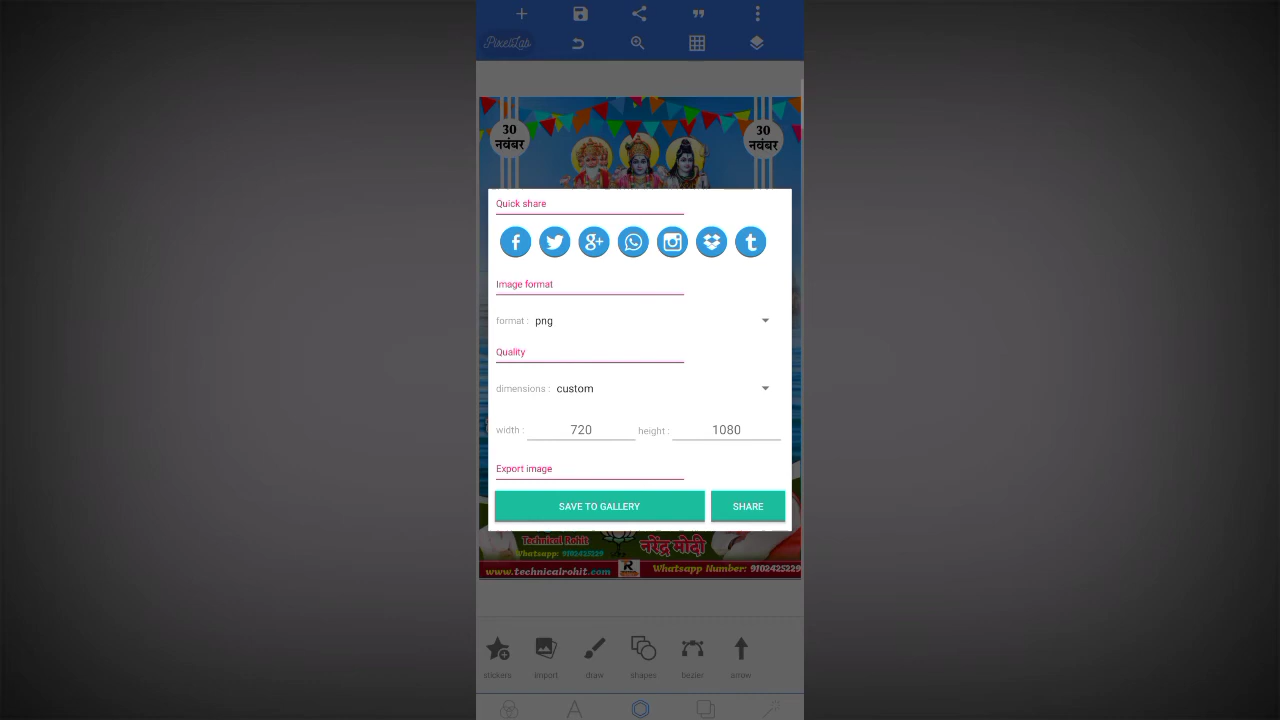 PixelLab
30
नवंबर
30
नवंबर
Quick share
Image format
format : png
Quality
dimensions : custom
width : 720 height : 1080
Export image
SAVE TO GALLERY SHARE
Technical Rohit
नरेंद्र मोदी
Whatsapp: 9102425229
www.technicalrohit.com R Whatsapp Number: 9102425229
stickers import draw shapes bezier arrow